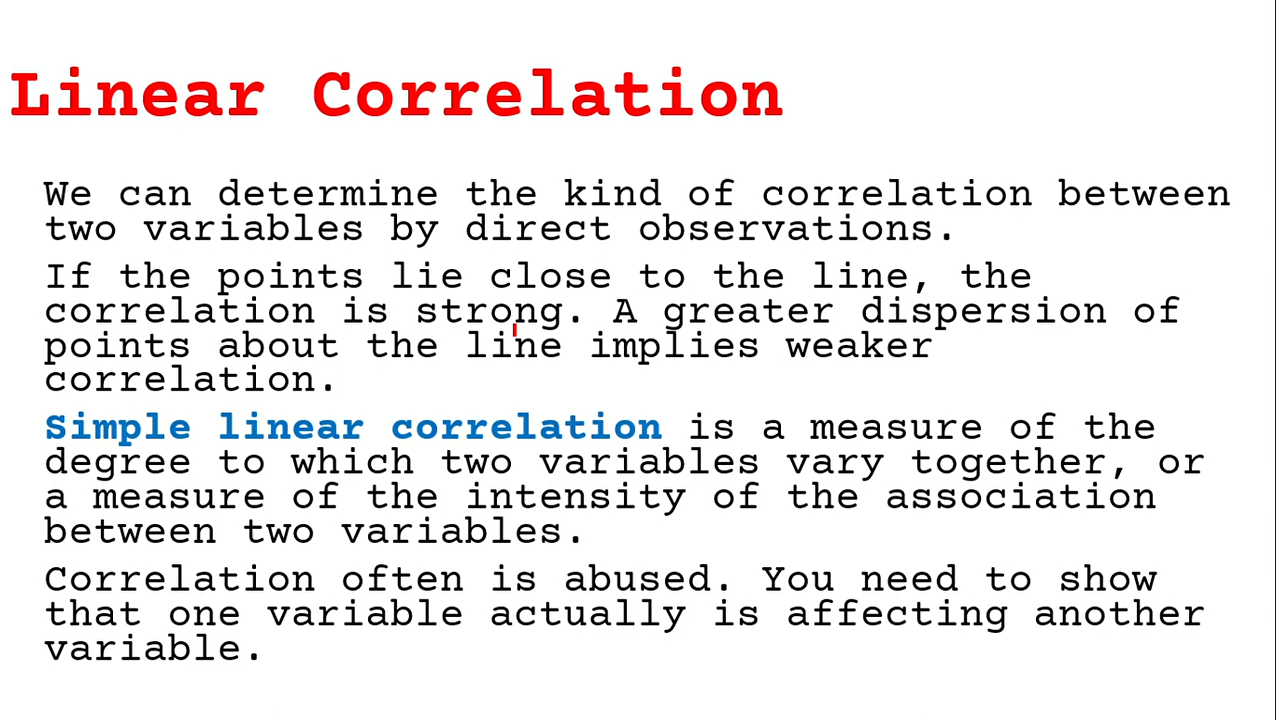 Linear Correlation
We can determine the kind of correlation between
two variables by direct observations.
If the points lie close to the line, the
correlation is strong. A greater dispersion of
points about the line implies weaker
correlation.
Simple linear correlation is a measure of the
degree to which two variables vary together, or
a measure of the intensity of the association
between two variables.
Correlation often is abused. You need to show
that one variable actually is affecting another
variable.